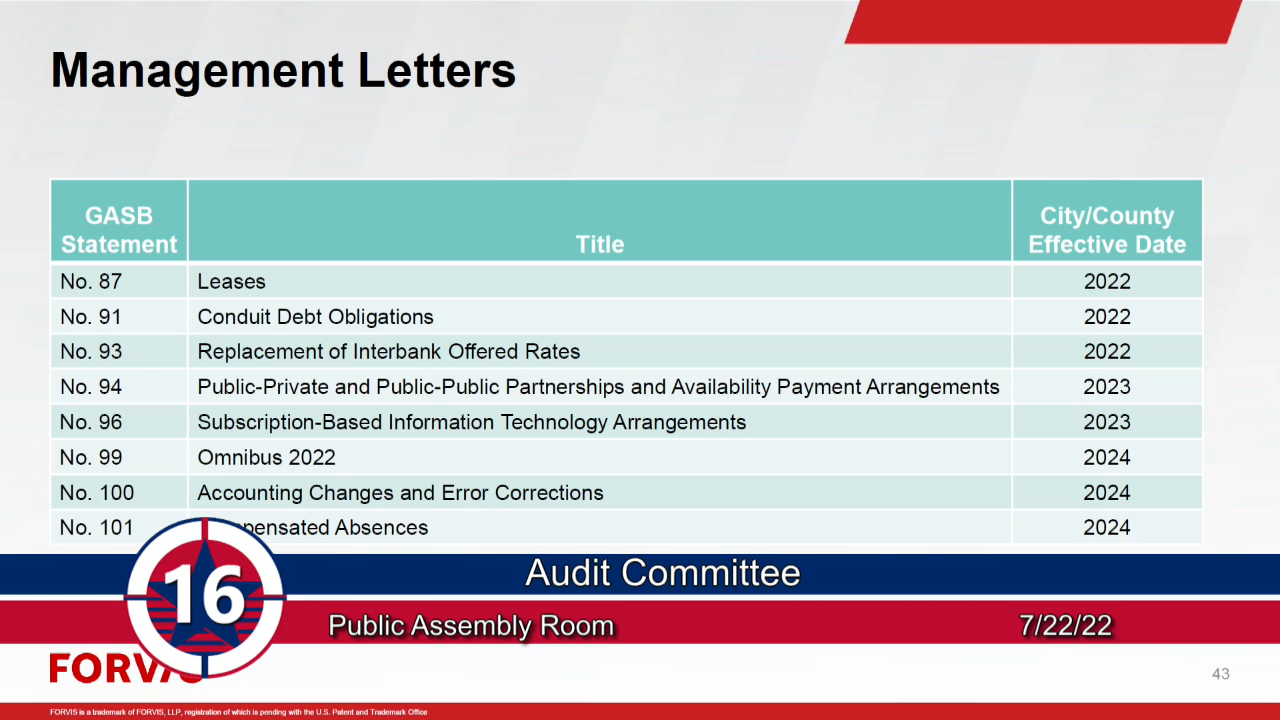 Management Letters
GASB Statement Title City/County Effective Date
No. 87 Leases 2022
No. 91 Conduit Debt Obligations 2022
No. 93 Replacement of Interbank Offered Rates 2022
No. 94 Public-Private and Public-Public Partnerships and Availability Payment Arrangements 2023
No. 96 Subscription-Based Information Technology Arrangements 2023
No. 99 Omnibus 2022 2024
No. 100 Accounting Changes and Error Corrections 2024
No. 101 Absences 2024
16
Audit Committee
Public Assembly Room 7/22/22
43
FORVIS is a trademark of FORVIS, LLP, registration of which is pending with the U.S. Patent and Trademark Office